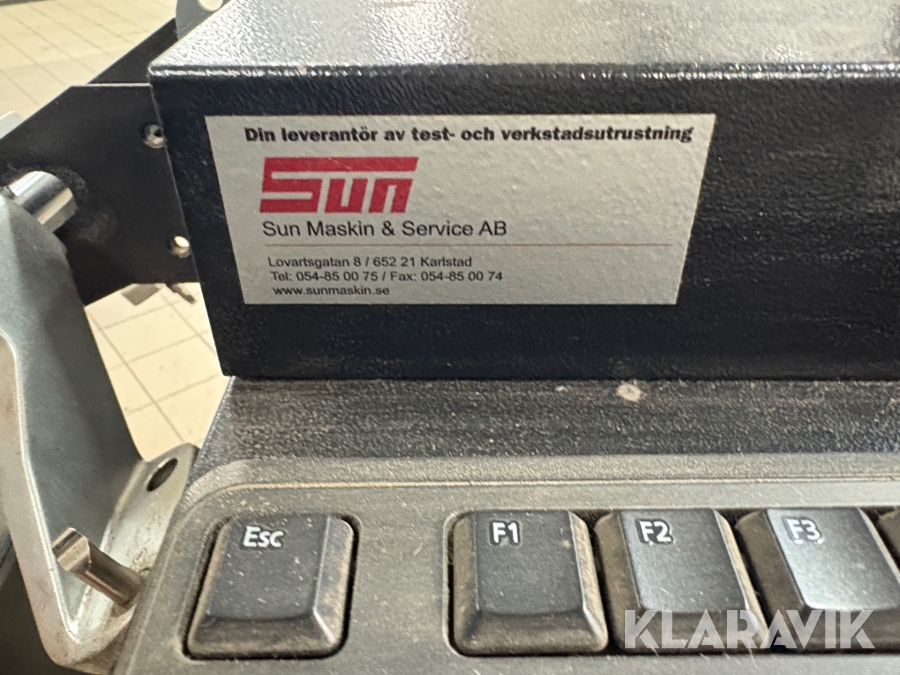 Din leverantör av test- och verkstadsutrustning
Sun
Sun Maskin & Service AB
Lovartsgatan 8 / 652 21 Karlstad
Tel: 054-85 00 75 / Fax: 054-85 00 74
www.sunmaskin.se
Esc F1 F2 F3
KLARAVIK